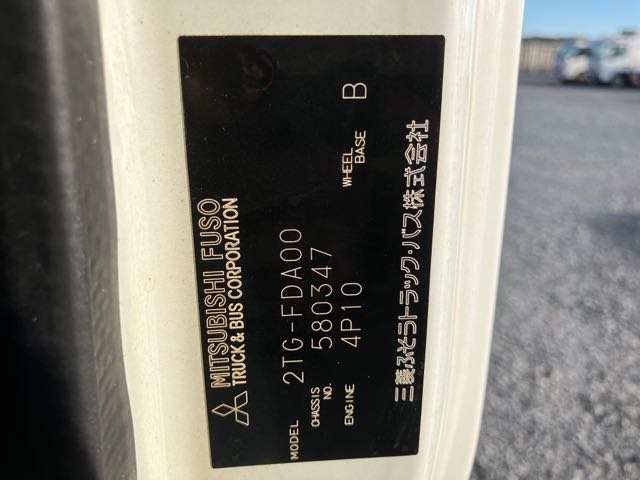 MITSUBISHI FUSO
TRUCK & BUS CORPORATION
MODEL 2TG-FDA00
CHASSIS NO. 580347
ENGINE 4P10 WHEEL BASE B
三菱ふそうトラック・バス株式会社